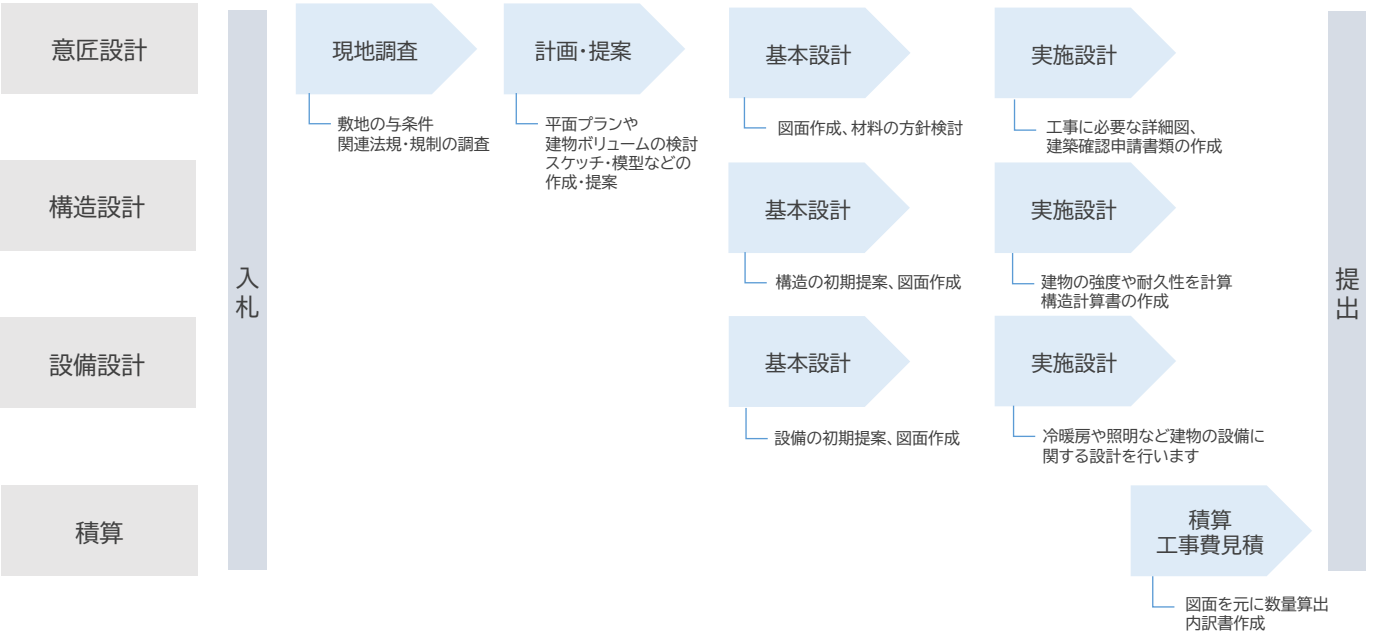 意匠設計
現地調査
敷地の与条件
関連法規・規制の調査
計画・提案
平面プランや
建物ボリュームの検討
スケッチ・模型などの
作成・提案
基本設計
図面作成、材料の方針検討
実施設計
工事に必要な詳細図、
建築確認申請書類の作成
構造設計
基本設計
構造の初期提案、図面作成
実施設計
建物の強度や耐久性を計算
構造計算書の作成
入札
提出
設備設計
基本設計
設備の初期提案、図面作成
実施設計
冷暖房や照明など建物の設備に
関する設計を行います
積算
積算
工事費見積
図面を元に数量算出
内訳書作成